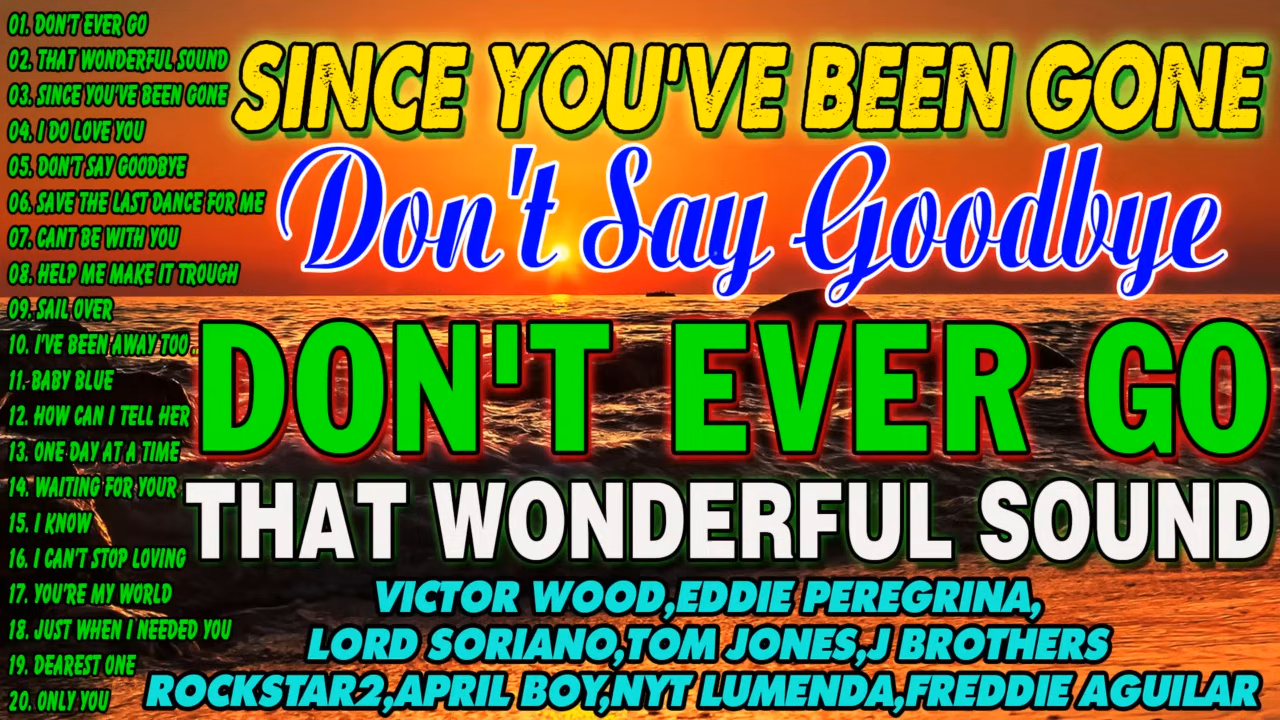 01. DON'T EVER GO
02. THAT WONDERFUL SOUND
03. SINCE YOU'VE BEEN GONE
04. I DO LOVE YOU
05. DON'T SAY GOODBYE
06. SAVE THE LAST DANCE FOR ME
07. CANT BE WITH YOU
08. HELP ME MAKE IT TROUGH
09. SAIL OVER
10. I'VE BEEN AWAY TOO ..
11.-BABY BLUE
12. HOW CAN I TELL HER
13. ONE DAY AT A TIME
14. WAITING FOR YOUR
15. I KNOW
16. I CAN'T STOP LOVING
17. YOU'RE MY WORLD
18. JUST WHEN I NEEDED YOU
19. DEAREST ONE
20. ONLY YOU
SINCE YOU'VE BEEN GONE
Don't Say Goodbye
DON'T EVER GO
THAT WONDERFUL SOUND
VICTOR WOOD,EDDIE PEREGRINA,
LORD SORIANO,TOM JONES,J BROTHERS
ROCKSTAR2,APRIL BOY,NYT LUMENDA,FREDDIE AGUILAR